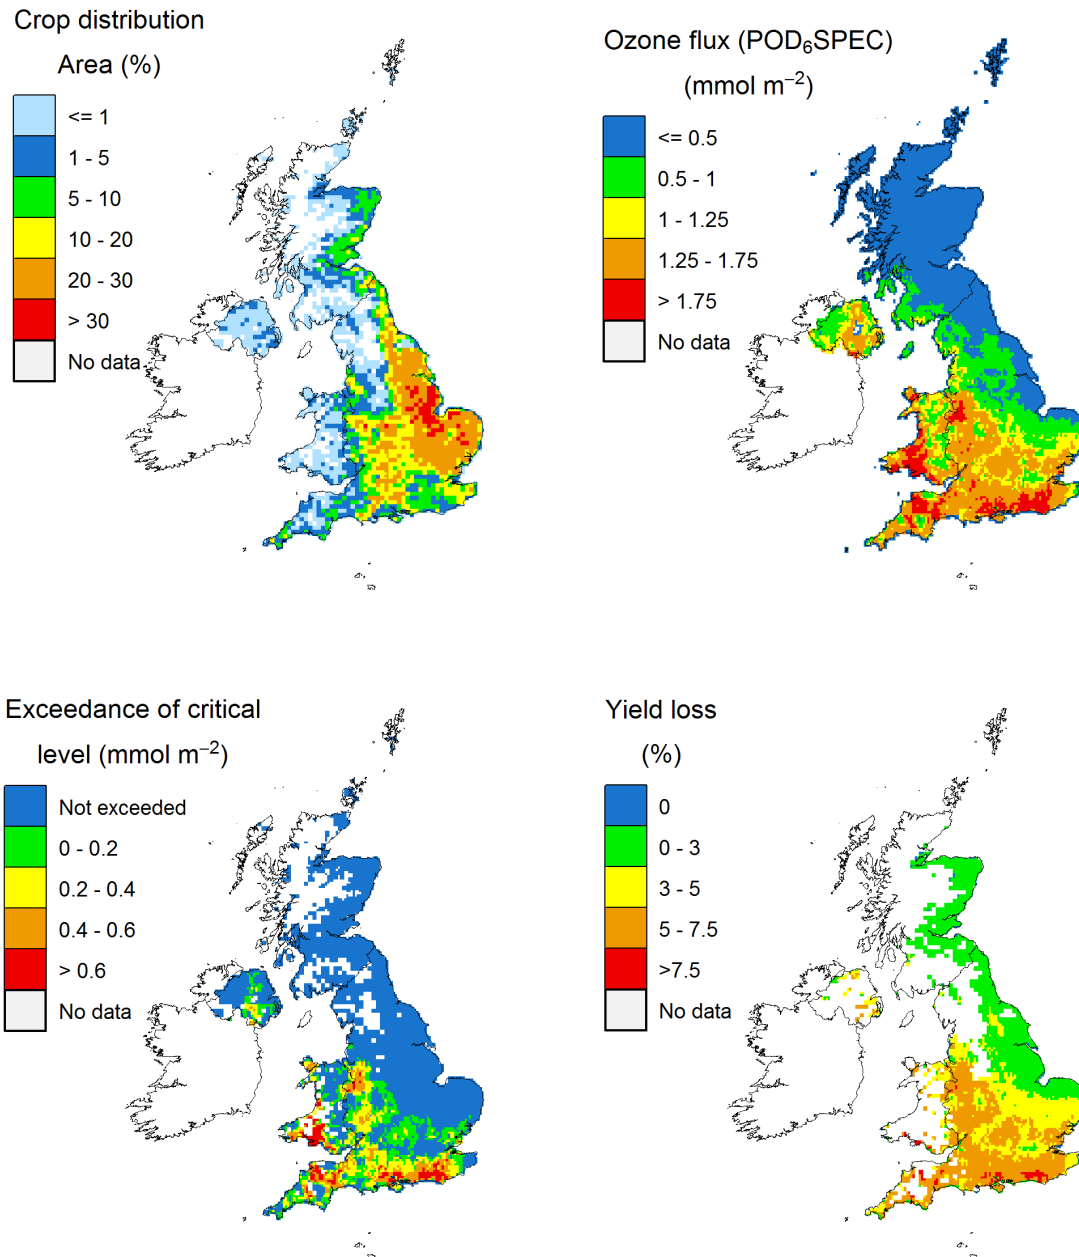 Crop distribution
Area (%)
<= 1
1 - 5
5 - 10
10 - 20
20 - 30
> 30
No data
Ozone flux (POD₆SPEC)
(mmol m⁻²)
<= 0.5
0.5 - 1
1 - 1.25
1.25 - 1.75
> 1.75
No data
Exceedance of critical
level (mmol m⁻²)
Not exceeded
0 - 0.2
0.2 - 0.4
0.4 - 0.6
> 0.6
No data
Yield loss
(%)
0
0 - 3
3 - 5
5 - 7.5
>7.5
No data